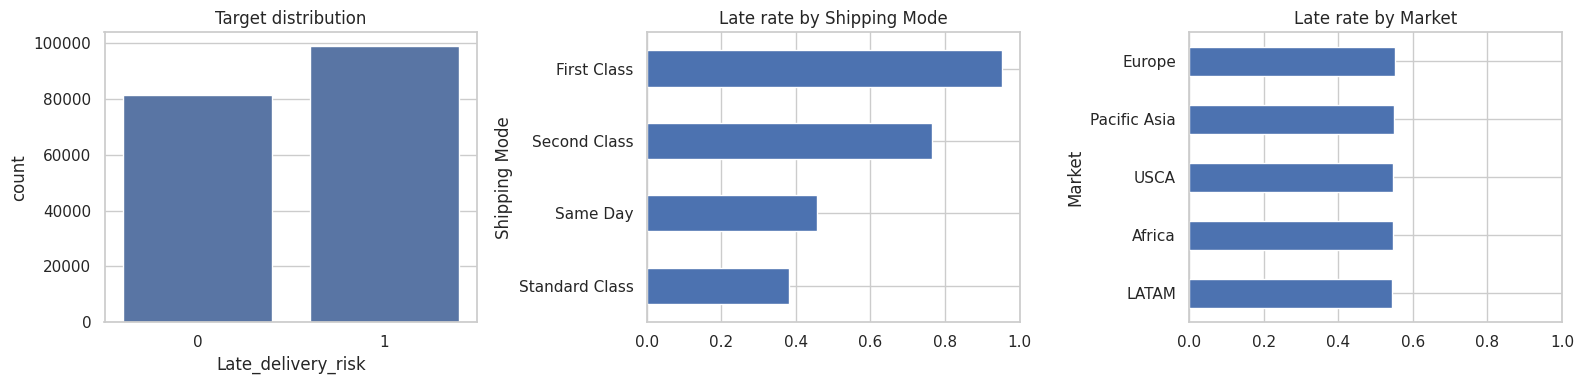 Target distribution
count
100000
80000
60000
40000
20000
0
0 1
Late_delivery_risk
Late rate by Shipping Mode
Shipping Mode
First Class
Second Class
Same Day
Standard Class
0.0 0.2 0.4 0.6 0.8 1.0
Late rate by Market
Market
Europe
Pacific Asia
USCA
Africa
LATAM
0.0 0.2 0.4 0.6 0.8 1.0